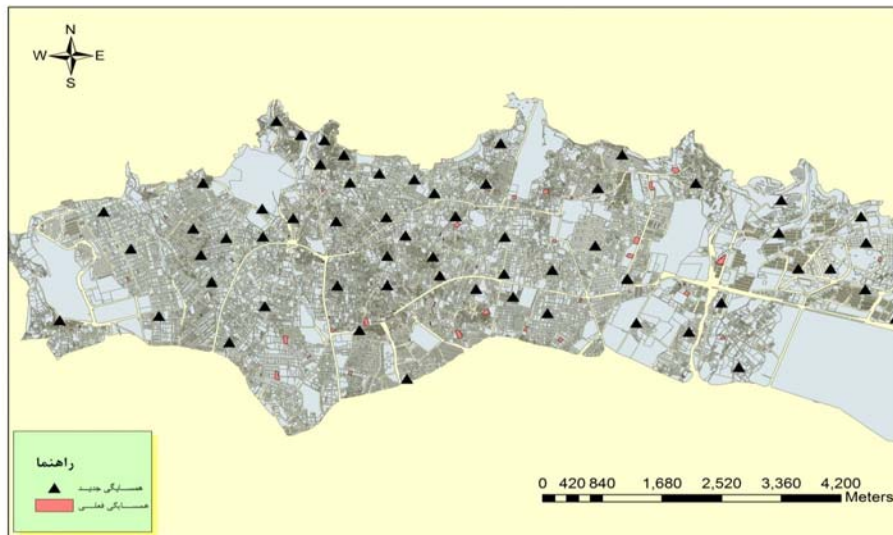 N
W E
S
راهنما
همسایگی جدید
همسایگی فعلی
0 420 840 1,680 2,520 3,360 4,200
Meters